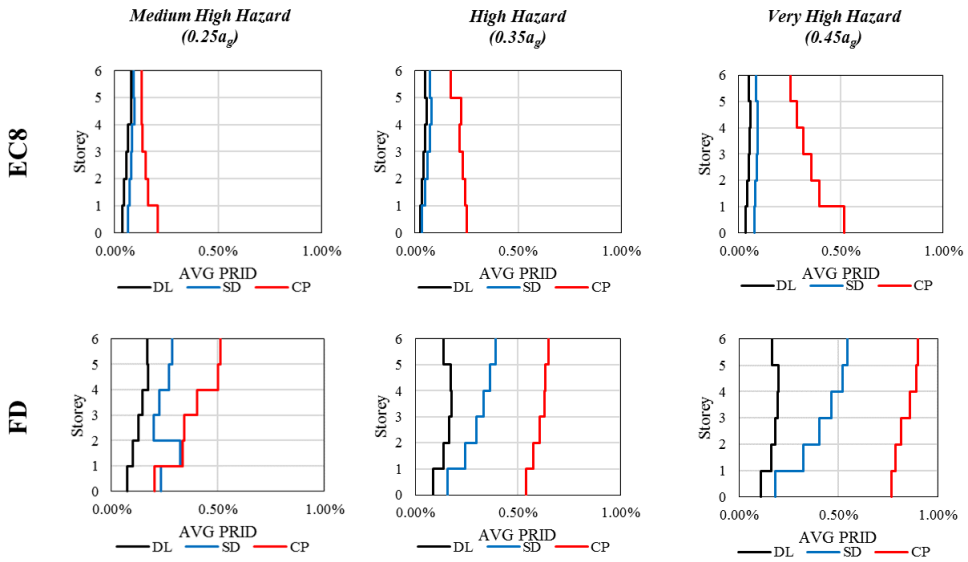 Medium High Hazard
(0.25ag)
High Hazard
(0.35ag)
Very High Hazard
(0.45ag)
EC8
Storey
6
5
4
3
2
1
0
0.00% 0.50% 1.00%
AVG PRID
DL SD CP
Storey
6
5
4
3
2
1
0
0.00% 0.50% 1.00%
AVG PRID
DL SD CP
Storey
6
5
4
3
2
1
0
0.00% 0.50% 1.00%
AVG PRID
DL SD CP
FD
Storey
6
5
4
3
2
1
0
0.00% 0.50% 1.00%
AVG PRID
DL SD CP
Storey
6
5
4
3
2
1
0
0.00% 0.50% 1.00%
AVG PRID
DL SD CP
Storey
6
5
4
3
2
1
0
0.00% 0.50% 1.00%
AVG PRID
DL SD CP